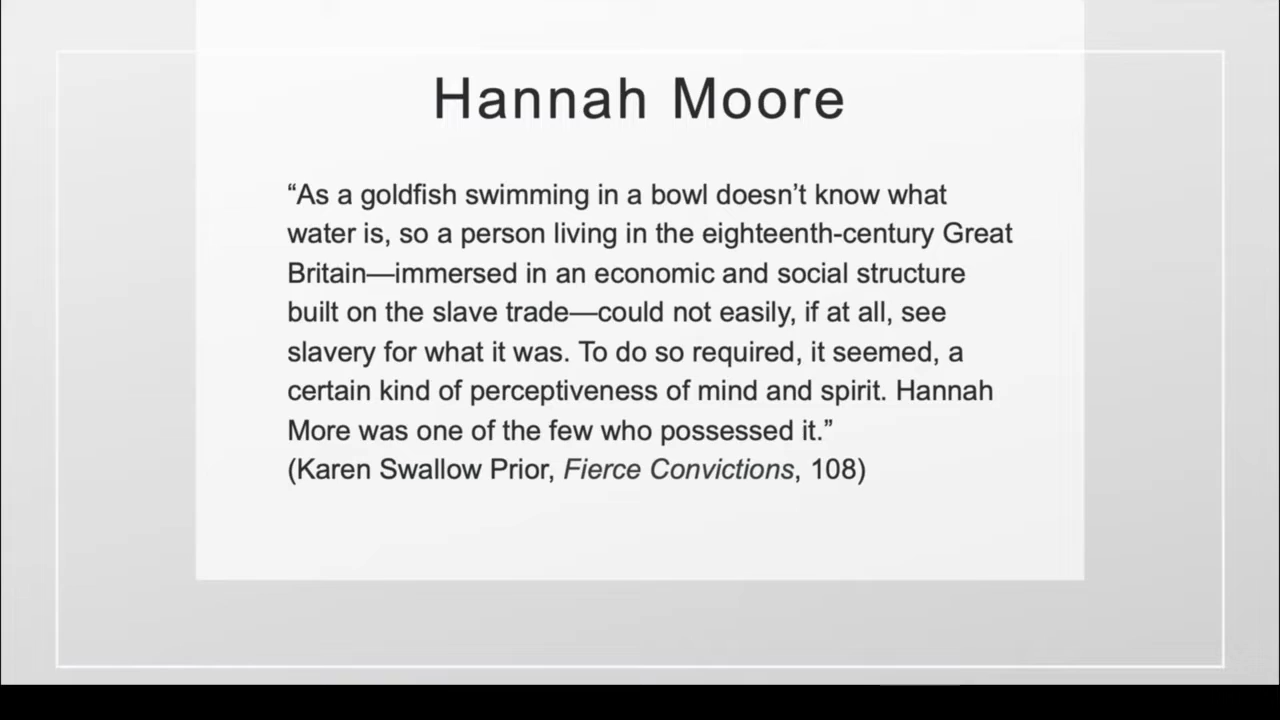 Hannah Moore
“As a goldfish swimming in a bowl doesn’t know what
water is, so a person living in the eighteenth-century Great
Britain—immersed in an economic and social structure
built on the slave trade—could not easily, if at all, see
slavery for what it was. To do so required, it seemed, a
certain kind of perceptiveness of mind and spirit. Hannah
More was one of the few who possessed it.”
(Karen Swallow Prior, Fierce Convictions, 108)